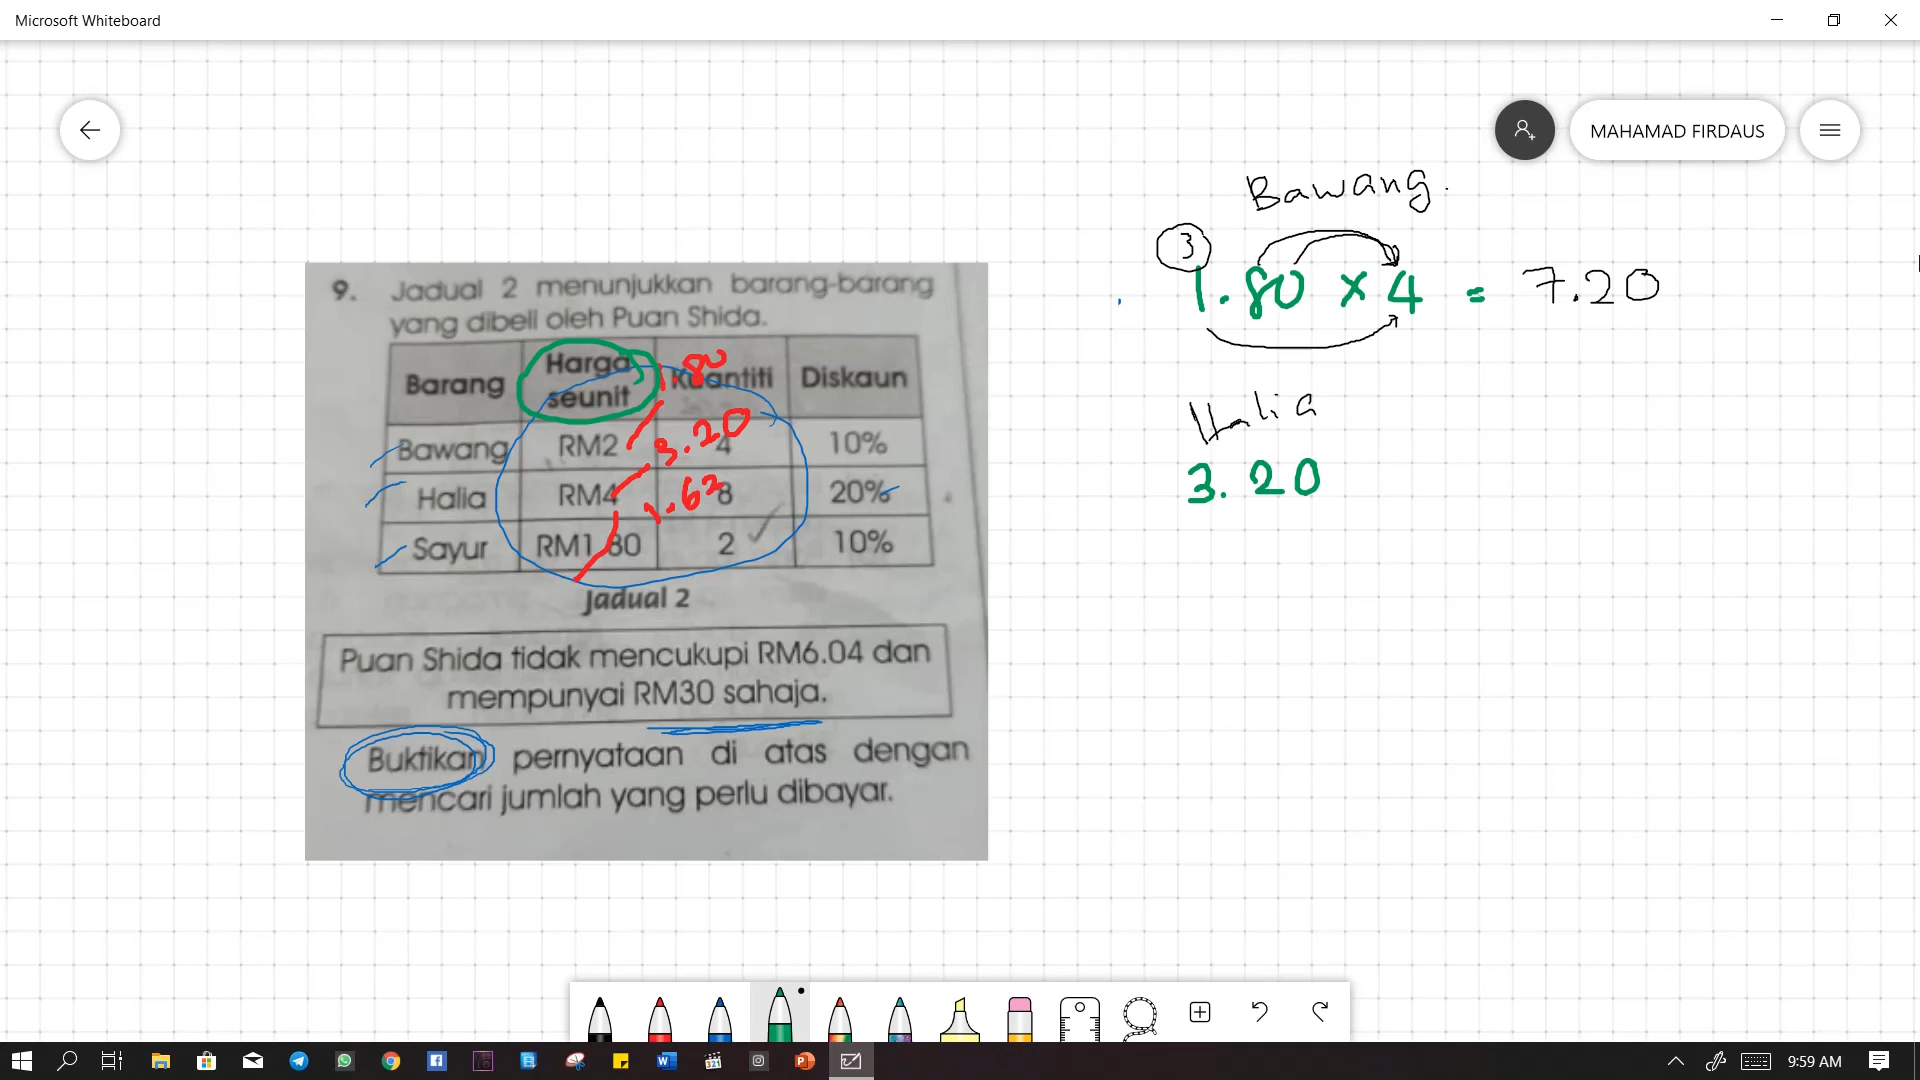 Microsoft Whiteboard
MAHAMAD FIRDAUS
Bawang.
3
1.80 × 4 = 7.20
Halia
3.20
9. Jadual 2 menunjukkan barang-barang
yang dibeli oleh Puan Shida.
Barang Harga seunit Kuantiti Diskaun
1.80
Bawang RM2 4 10%
3.20
Halia RM4 8 20%
1.62
Sayur RM1.80 2 10%
Jadual 2
Puan Shida tidak mencukupi RM6.04 dan
mempunyai RM30 sahaja.
Buktikan pernyataan di atas dengan
mencari jumlah yang perlu dibayar.
9:59 AM